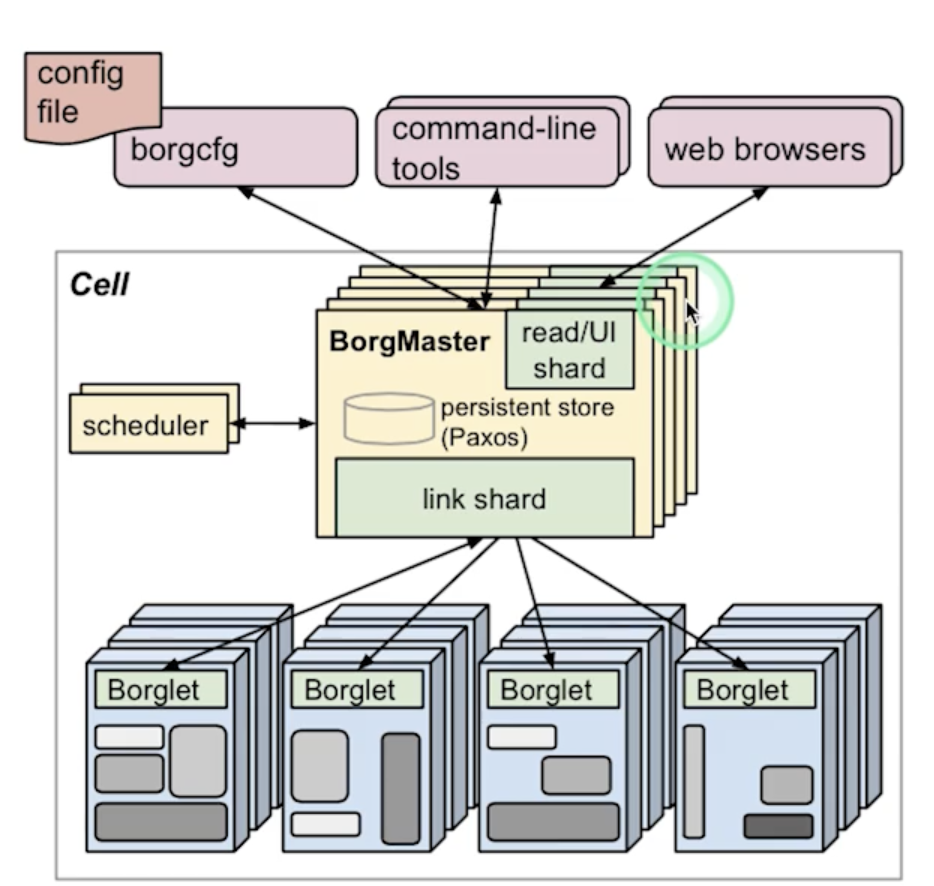 config
file
borgcfg
command-line
tools
web browsers
Cell
BorgMaster
read/UI
shard
scheduler
persistent store
(Paxos)
link shard
Borglet
Borglet
Borglet
Borglet